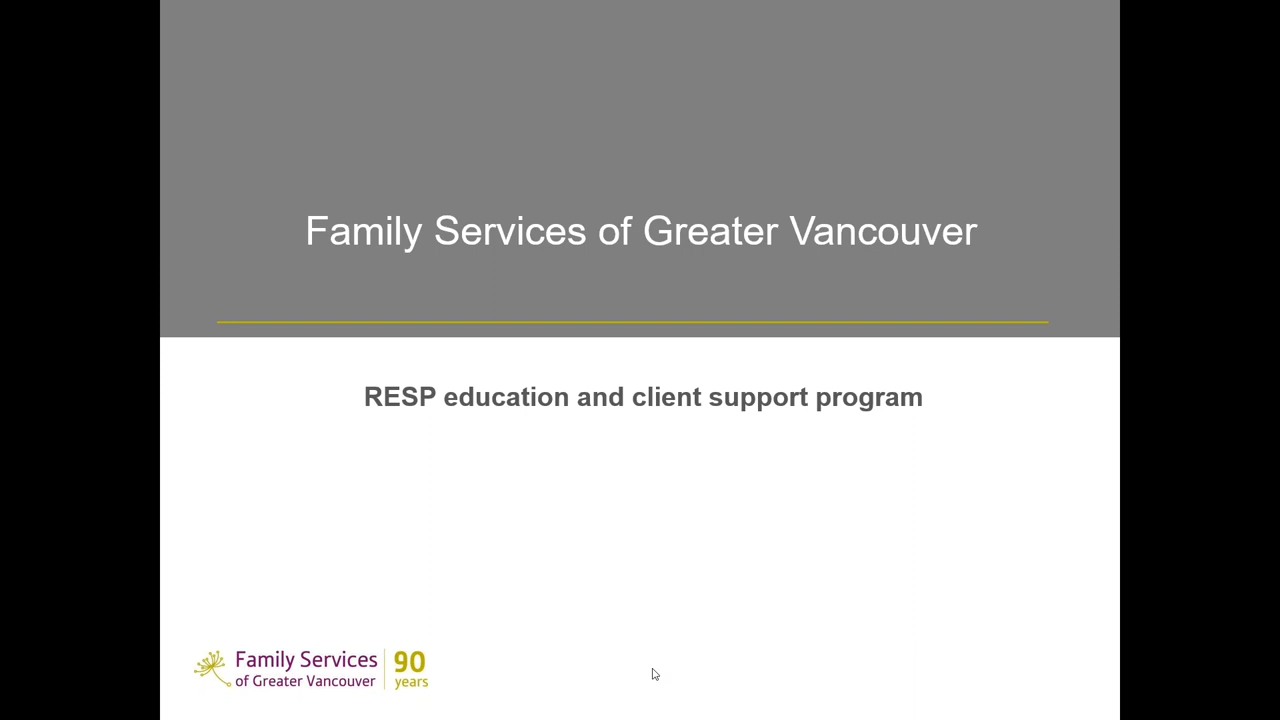 Family Services of Greater Vancouver
RESP education and client support program
Family Services
of Greater Vancouver
90
years